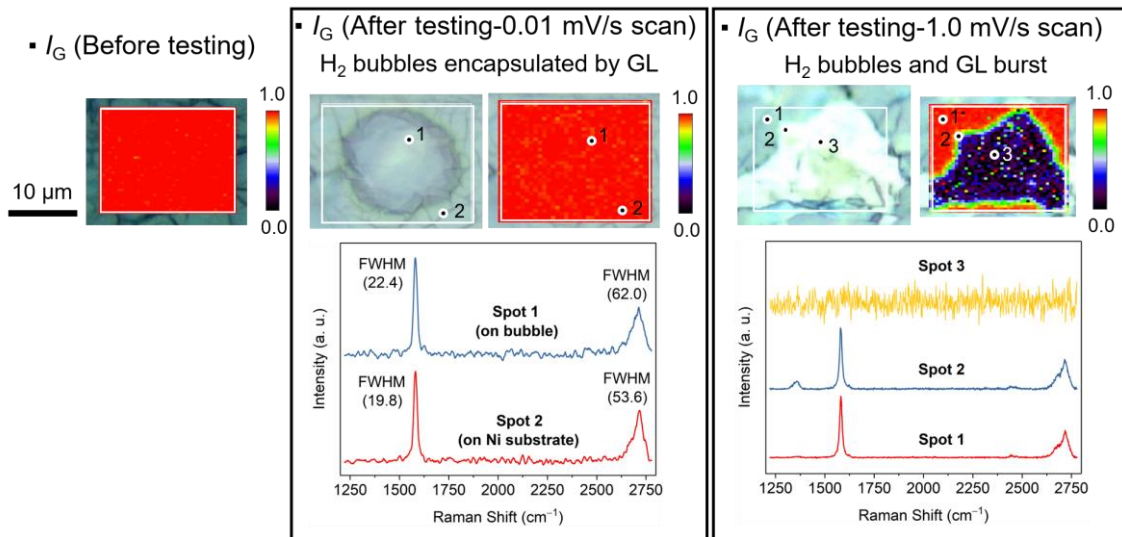 ▪ I_G (Before testing)
1.0
0.0
10 μm
▪ I_G (After testing-0.01 mV/s scan)
H₂ bubbles encapsulated by GL
1
2
1
2
1.0
0.0
FWHM
(22.4)
FWHM
(62.0)
Spot 1
(on bubble)
FWHM
(19.8)
FWHM
(53.6)
Spot 2
(on Ni substrate)
Intensity (a. u.)
1250 1500 1750 2000 2250 2500 2750
Raman Shift (cm⁻¹)
▪ I_G (After testing-1.0 mV/s scan)
H₂ bubbles and GL burst
1
2
3
1
2
3
1.0
0.0
Spot 3
Spot 2
Spot 1
Intensity (a. u.)
1250 1500 1750 2000 2250 2500 2750
Raman Shift (cm⁻¹)